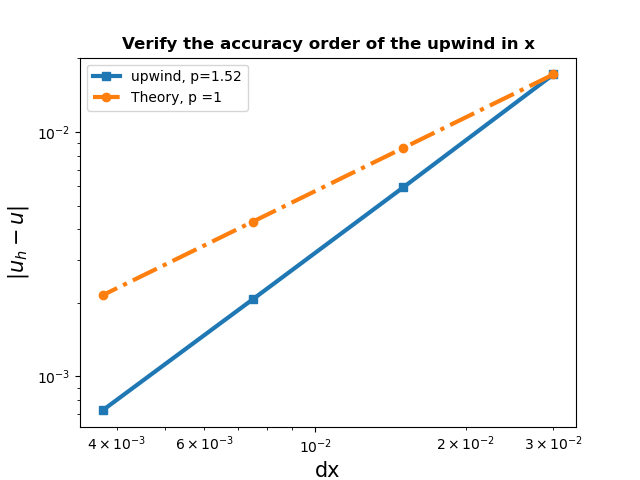 Verify the accuracy order of the upwind in x
upwind, p=1.52
Theory, p =1
10⁻²
10⁻³
|uₕ − u|
4 × 10⁻³ 6 × 10⁻³ 10⁻² 2 × 10⁻² 3 × 10⁻²
dx